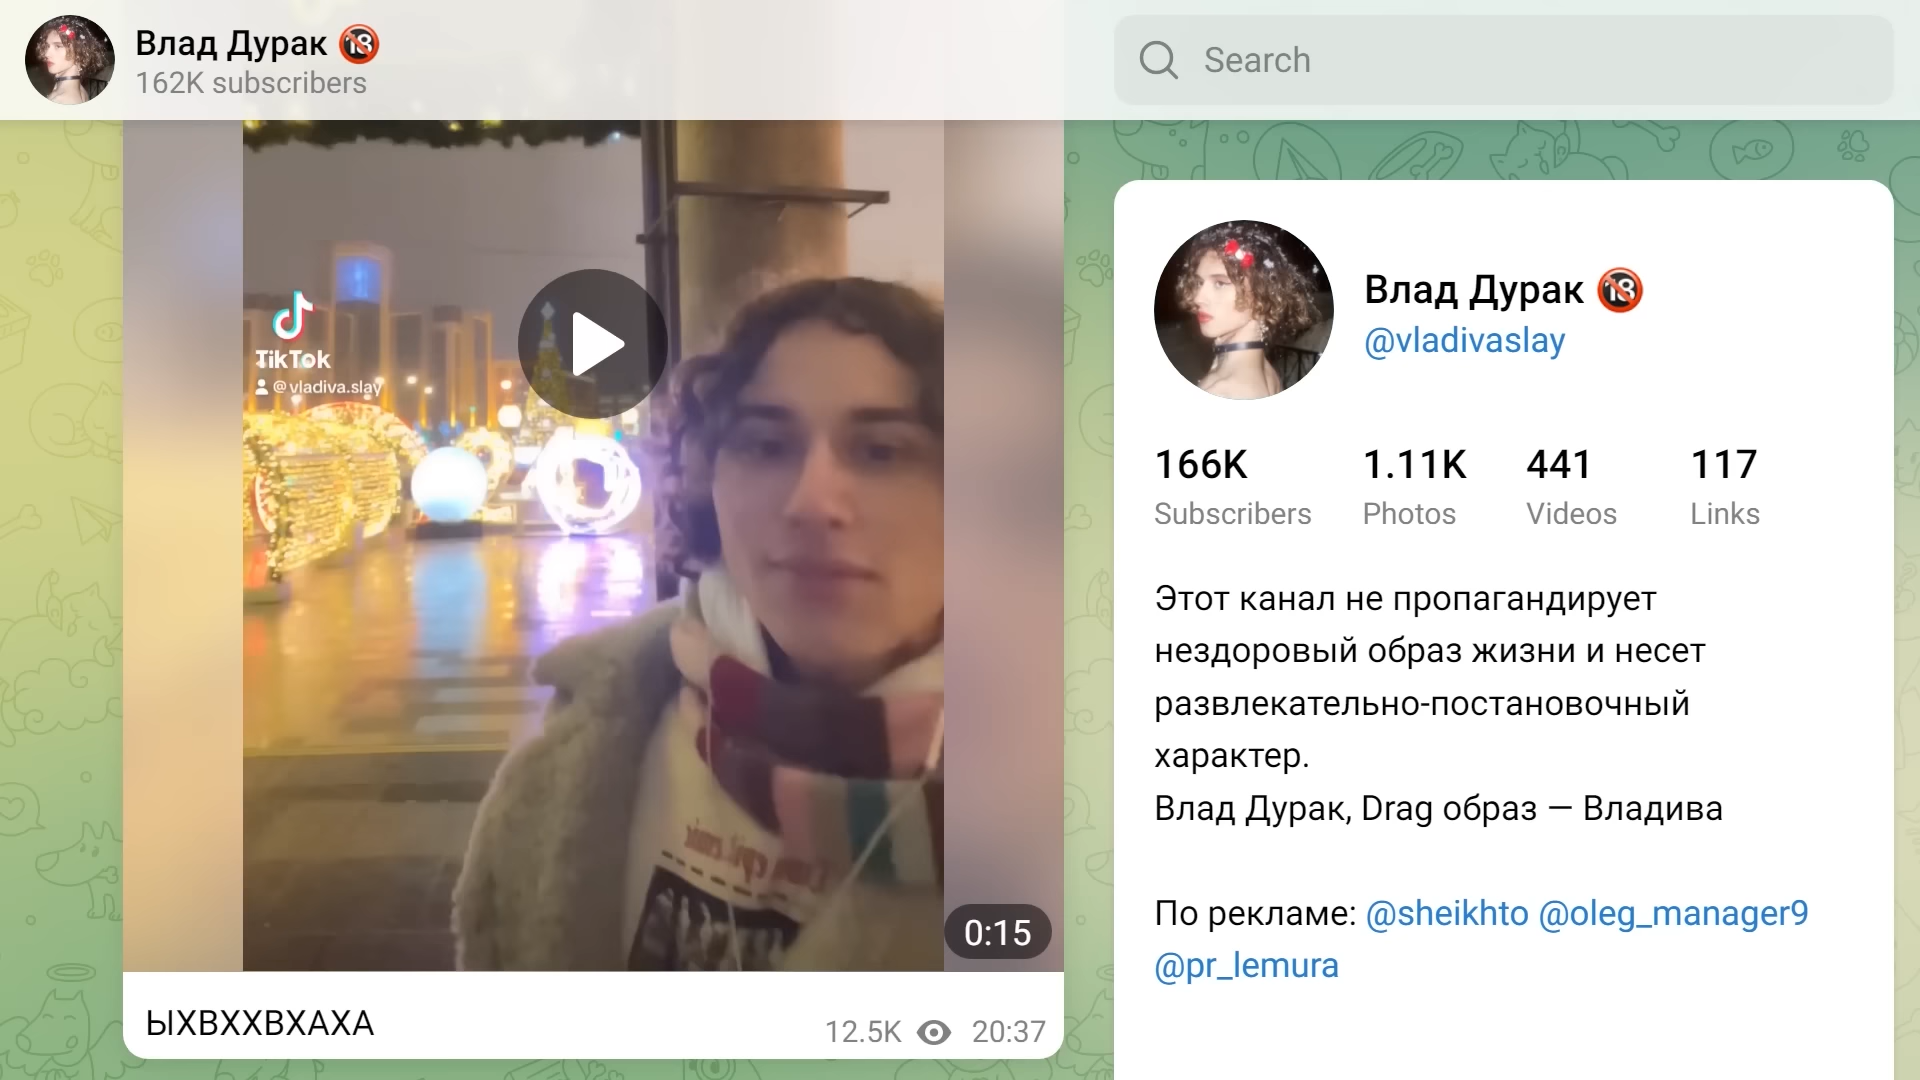 Влад Дурак 🔞
162K subscribers
Search
TikTok
@vladiva.slay
0:15
ЫХВХХВХАХА
12.5K 20:37
Влад Дурак 🔞
@vladivaslay
166K 1.11K 441 117
Subscribers Photos Videos Links
Этот канал не пропагандирует
нездоровый образ жизни и несет
развлекательно-постановочный
характер.
Влад Дурак, Drag образ — Владива
По рекламе: @sheikhto @oleg_manager9
@pr_lemura